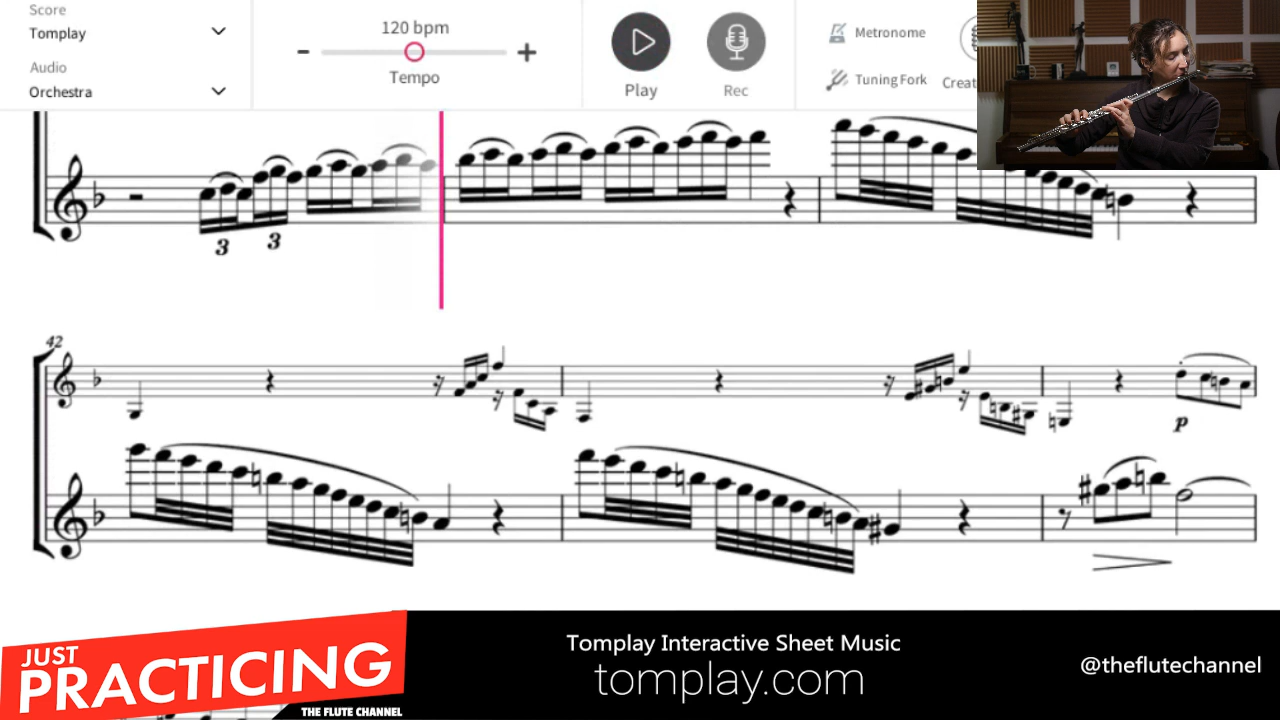 Score
Tomplay
Audio
Orchestra
120 bpm
Tempo
Play
Rec
Metronome
Tuning Fork
Creat
3
3
42
p
JUST
PRACTICING
THE FLUTE CHANNEL
Tomplay Interactive Sheet Music
tomplay.com
@theflutechannel